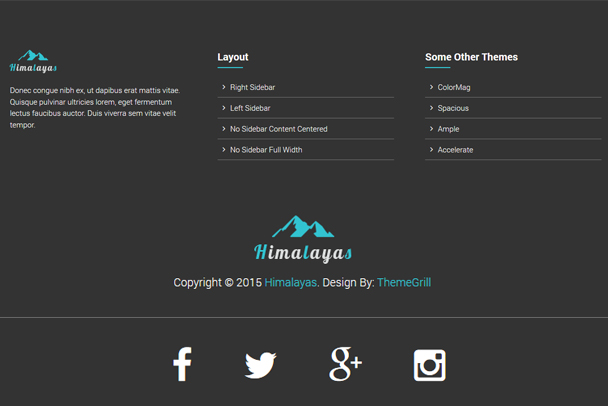 Himalayas
Donec congue nibh ex, ut dapibus erat mattis vitae.
Quisque pulvinar ultricies lorem, eget fermentum
lectus faucibus auctor. Duis viverra sem vitae velit
tempor.
Layout
Right Sidebar
Left Sidebar
No Sidebar Content Centered
No Sidebar Full Width
Some Other Themes
ColorMag
Spacious
Ample
Accelerate
Himalayas
Copyright © 2015 Himalayas. Design By: ThemeGrill
f
g+